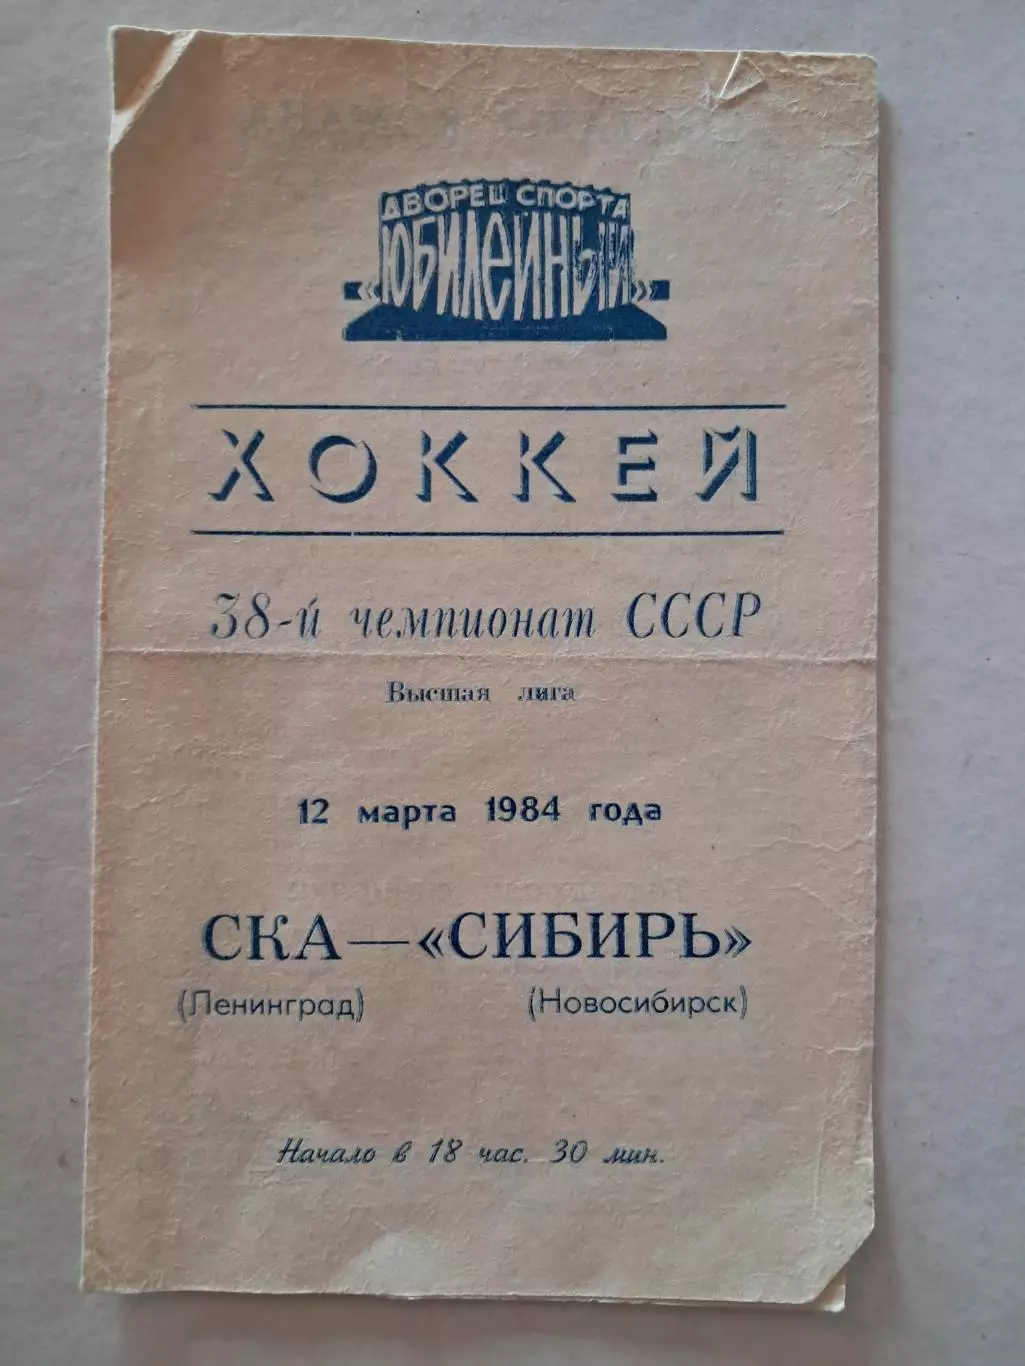 ДВОРЕЦ СПОРТА
«ЮБИЛЕЙНЫЙ»
ХОККЕЙ
38-й чемпионат СССР
Высшая лига
12 марта 1984 года
СКА—«СИБИРЬ»
(Ленинград) (Новосибирск)
Начало в 18 час. 30 мин.